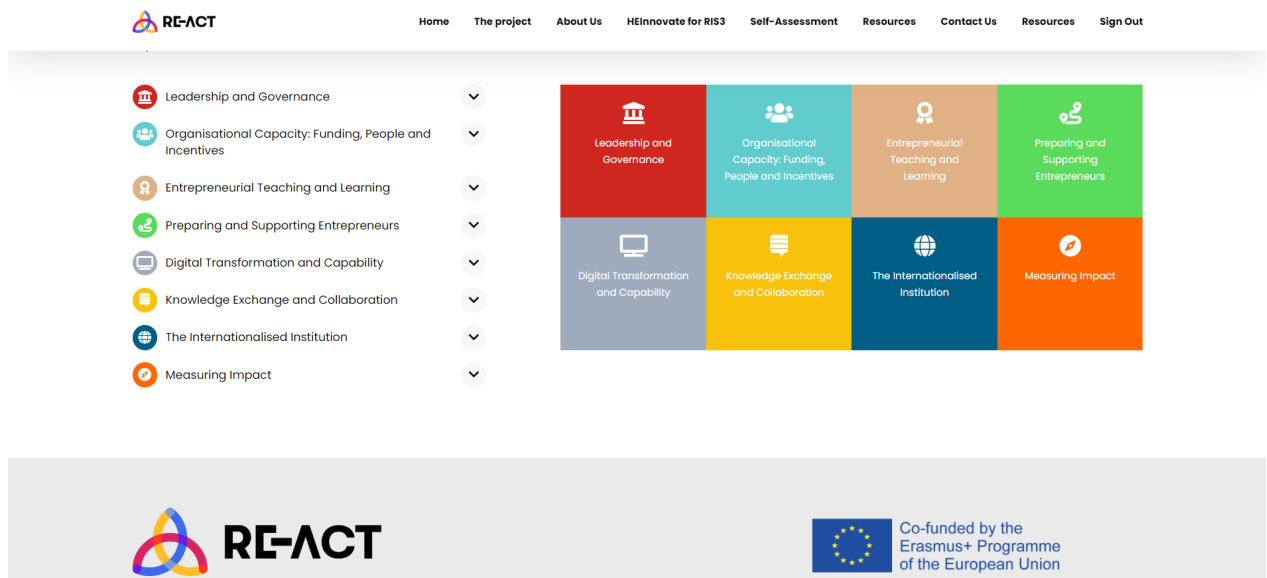 RE-ACT
Home The project About Us HEInnovate for RIS3 Self-Assessment Resources Contact Us Resources Sign Out
Leadership and Governance
Organisational Capacity: Funding, People and
Incentives
Entrepreneurial Teaching and Learning
Preparing and Supporting Entrepreneurs
Digital Transformation and Capability
Knowledge Exchange and Collaboration
The Internationalised Institution
Measuring Impact
Leadership and
Governance
Organisational
Capacity: Funding,
People and Incentives
Entrepreneurial
Teaching and
Learning
Preparing and
Supporting
Entrepreneurs
Digital Transformation
and Capability
Knowledge Exchange
and Collaboration
The Internationalised
Institution
Measuring Impact
RE-ACT
Co-funded by the
Erasmus+ Programme
of the European Union